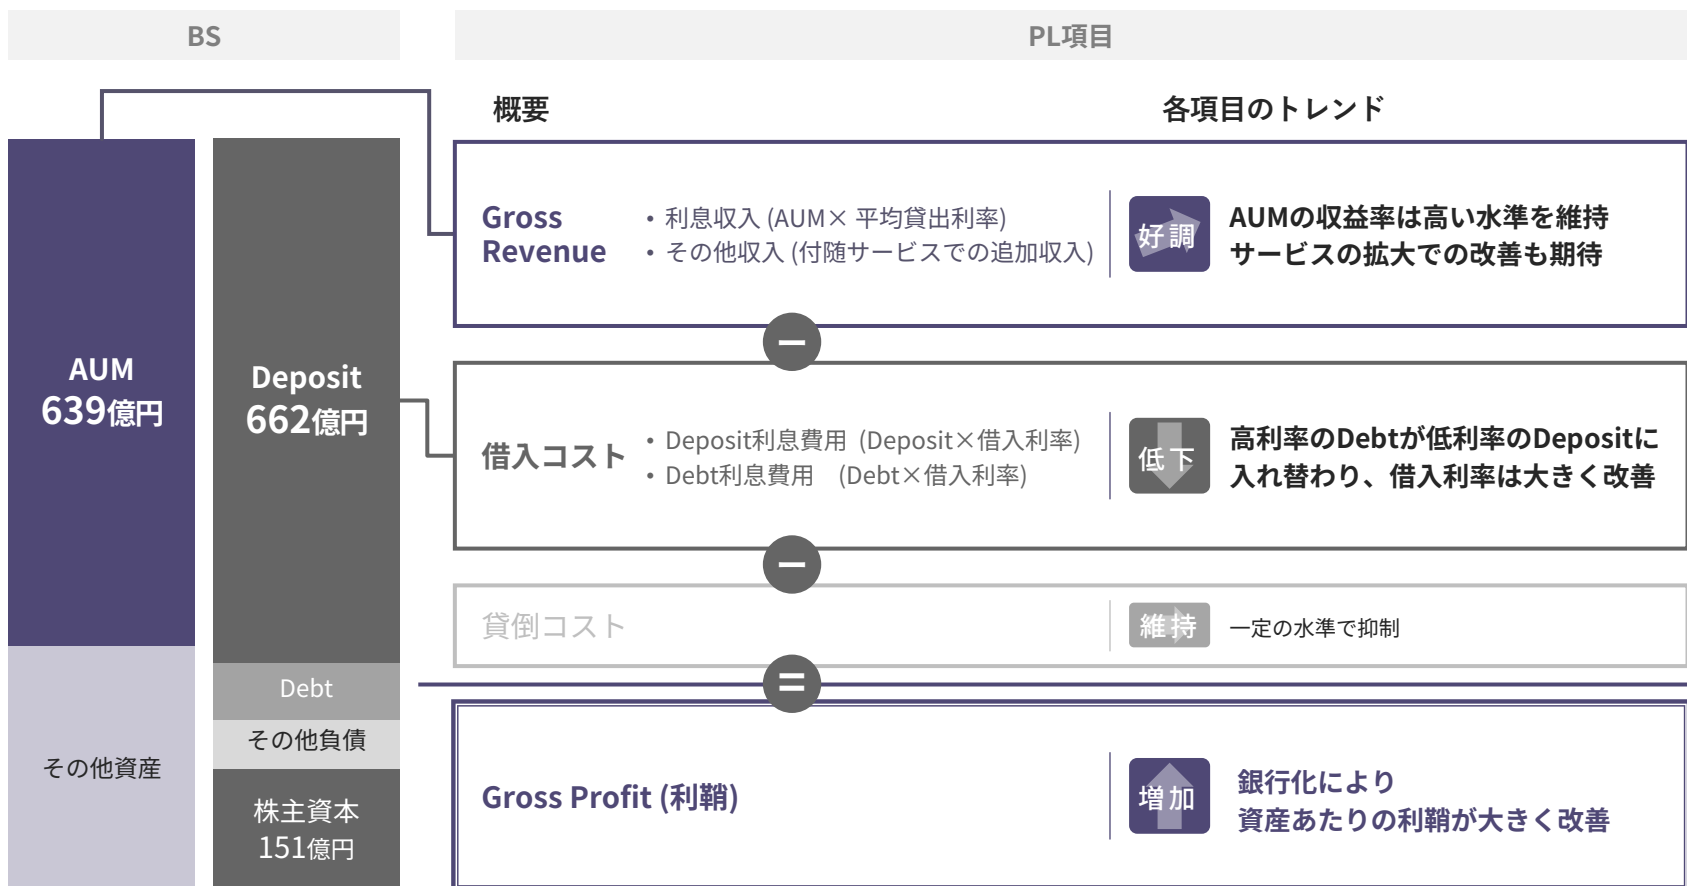 BS
PL項目
概要
各項目のトレンド
AUM
639億円
その他資産
Deposit
662億円
Debt
その他負債
株主資本
151億円
Gross
Revenue
• 利息収入 (AUM× 平均貸出利率)
• その他収入 (付随サービスでの追加収入)
好調
AUMの収益率は高い水準を維持
サービスの拡大での改善も期待
−
借入コスト
• Deposit利息費用 (Deposit×借入利率)
• Debt利息費用　(Debt×借入利率)
低下
高利率のDebtが低利率のDepositに
入れ替わり、借入利率は大きく改善
−
貸倒コスト
維持
一定の水準で抑制
=
Gross Profit (利鞘)
増加
銀行化により
資産あたりの利鞘が大きく改善